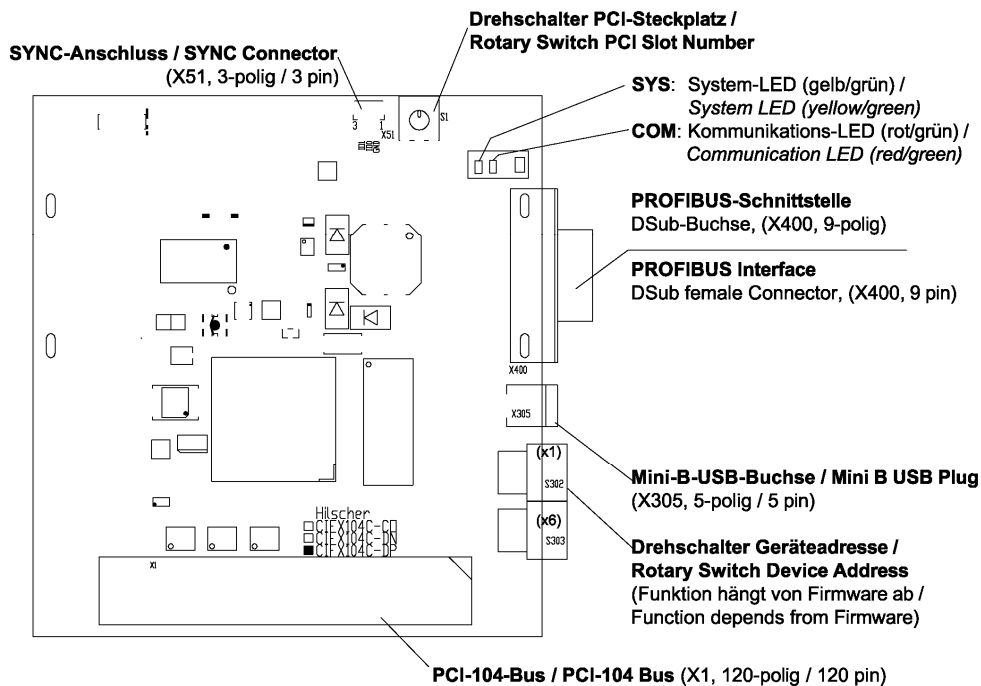 Drehschalter PCI-Steckplatz /
Rotary Switch PCI Slot Number
SYNC-Anschluss / SYNC Connector
(X51, 3-polig / 3 pin)
SYS: System-LED (gelb/grün) /
System LED (yellow/green)
COM: Kommunikations-LED (rot/grün) /
Communication LED (red/green)
3 1
X51
S1
PROFIBUS-Schnittstelle
DSub-Buchse, (X400, 9-polig)
PROFIBUS Interface
DSub female Connector, (X400, 9 pin)
X400
X305
(x1)
S302
Mini-B-USB-Buchse / Mini B USB Plug
(X305, 5-polig / 5 pin)
(x6)
S303
Drehschalter Geräteadresse /
Rotary Switch Device Address
(Funktion hängt von Firmware ab /
Function depends from Firmware)
Hilscher
CIFX104C-CO
CIFX104C-DN
CIFX104C-DP
X1
PCI-104-Bus / PCI-104 Bus (X1, 120-polig / 120 pin)